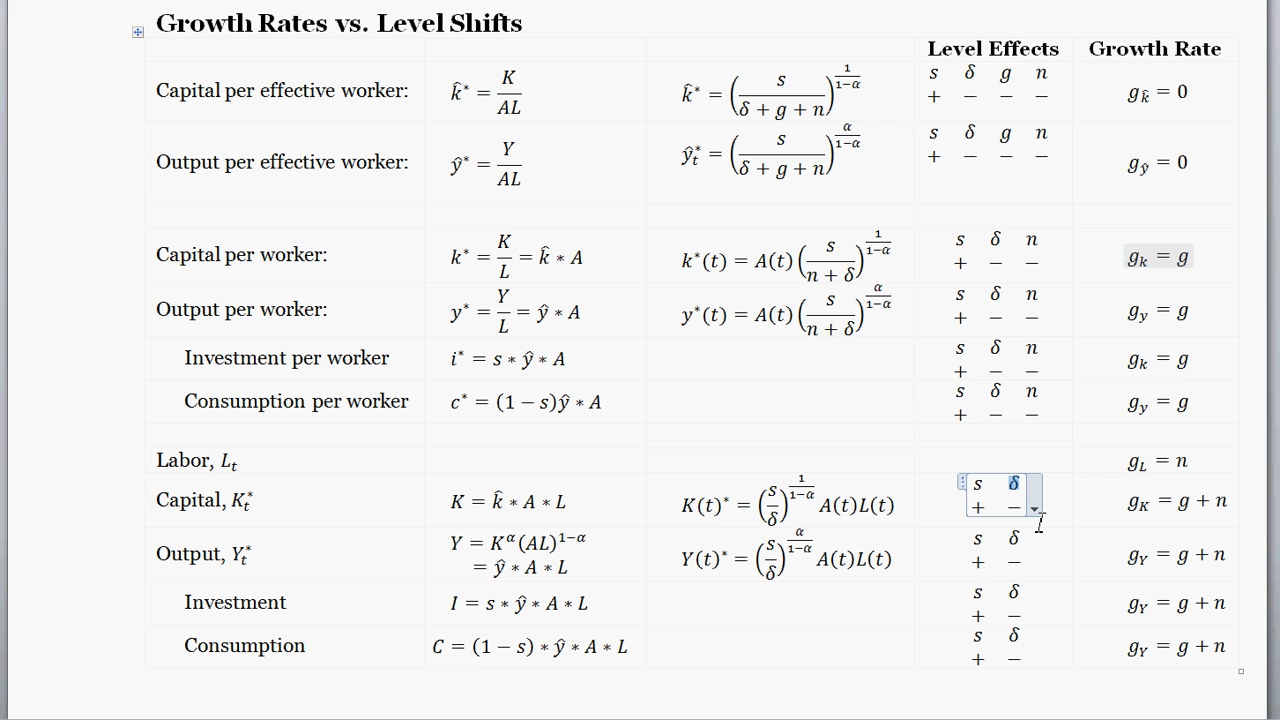 Growth Rates vs. Level Shifts
Level Effects Growth Rate
Capital per effective worker: k̂* = K/AL k̂* = (s/(δ + g + n))^(1/(1−α)) s δ g n g_k̂ = 0
+ − − −
Output per effective worker: ŷ* = Y/AL ŷ_t* = (s/(δ + g + n))^(α/(1−α)) s δ g n g_ŷ = 0
+ − − −
Capital per worker: k* = K/L = k̂ * A k*(t) = A(t)(s/(n + δ))^(1/(1−α)) s δ n g_k = g
+ − −
Output per worker: y* = Y/L = ŷ * A y*(t) = A(t)(s/(n + δ))^(α/(1−α)) s δ n g_y = g
+ − −
Investment per worker i* = s * ŷ * A s δ n g_k = g
+ − −
Consumption per worker c* = (1 − s)ŷ * A s δ n g_y = g
+ − −
Labor, L_t g_L = n
Capital, K_t* K = k̂ * A * L K(t)* = (s/δ)^(1/(1−α)) A(t)L(t) s δ g_K = g + n
+ −
Output, Y_t* Y = K^α(AL)^(1−α) Y(t)* = (s/δ)^(α/(1−α)) A(t)L(t) s δ g_Y = g + n
= ŷ * A * L + −
Investment I = s * ŷ * A * L s δ g_Y = g + n
+ −
Consumption C = (1 − s) * ŷ * A * L s δ g_Y = g + n
+ −